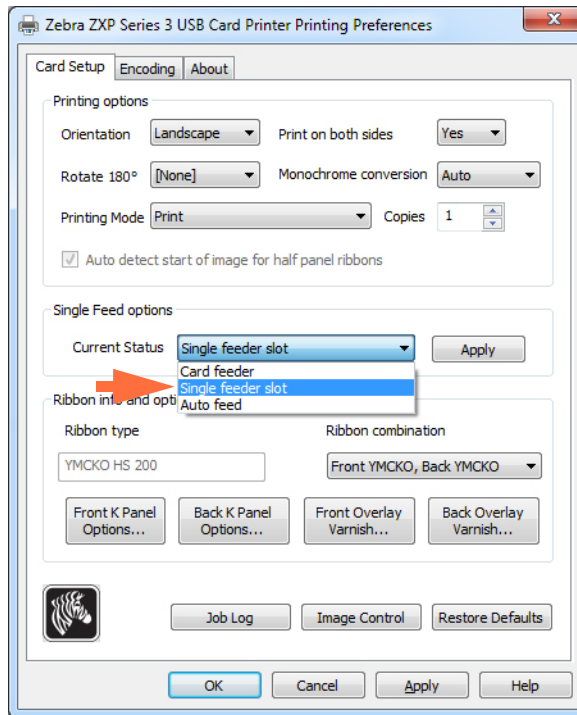 Zebra ZXP Series 3 USB Card Printer Printing Preferences
Card Setup Encoding About
Printing options
Orientation Landscape Print on both sides Yes
Rotate 180° [None] Monochrome conversion Auto
Printing Mode Print Copies 1
Auto detect start of image for half panel ribbons
Single Feed options
Current Status Single feeder slot Apply
Card feeder
Single feeder slot
Auto feed
Ribbon info and opti
Ribbon type Ribbon combination
YMCKO HS 200 Front YMCKO, Back YMCKO
Front K Panel Back K Panel Front Overlay Back Overlay
Options... Options... Varnish... Varnish...
Job Log Image Control Restore Defaults
OK Cancel Apply Help